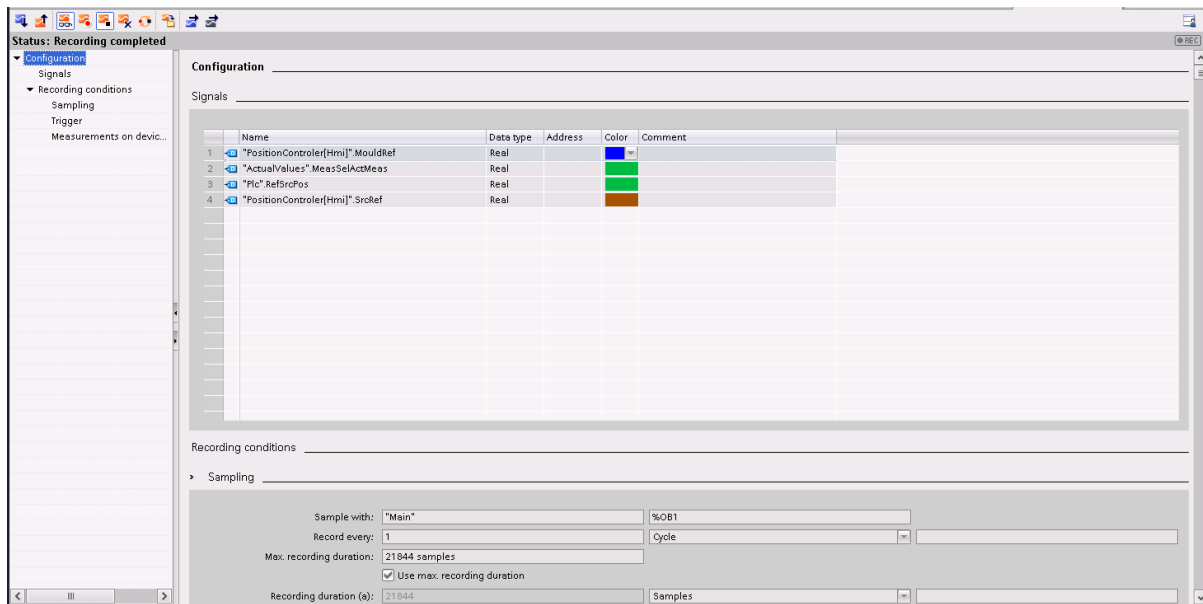 Status: Recording completed
REC
Configuration
Signals
Recording conditions
Sampling
Trigger
Measurements on devic...
Configuration
Signals
Name Data type Address Color Comment
1 "PositionControler[Hmi]".MouldRef Real
2 "ActualValues".MeasSelActMeas Real
3 "Plc".RefSrcPos Real
4 "PositionControler[Hmi]".SrcRef Real
Recording conditions
Sampling
Sample with: "Main" %OB1
Record every: 1 Cycle
Max. recording duration: 21844 samples
Use max. recording duration
Recording duration (a): 21844 Samples